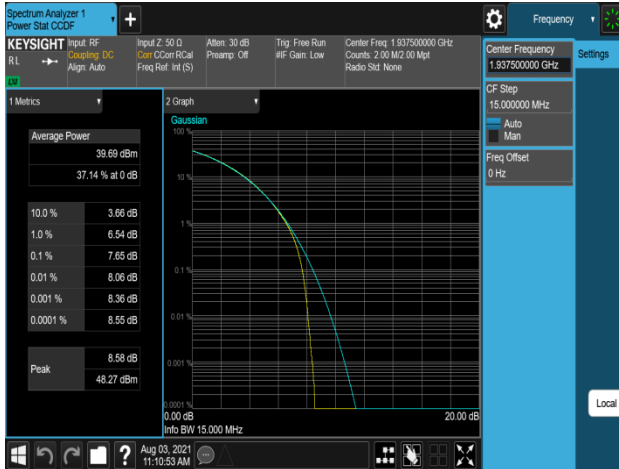 Spectrum Analyzer 1
Power Stat CCDF
Frequency
KEYSIGHT
Input: RF
Input Z: 50 Ω
Atten: 30 dB
Trig: Free Run
Center Freq: 1.937500000 GHz
RL
Coupling: DC
Corr CCorr RCal
Preamp: Off
#IF Gain: Low
Counts: 2.00 M/2.00 Mpt
Align: Auto
Freq Ref: Int (S)
Radio Std: None
Center Frequency
1.937500000 GHz
Settings
CF Step
15.000000 MHz
Auto
Man
Freq Offset
0 Hz
Local
1 Metrics
Average Power
39.69 dBm
37.14 % at 0 dB
10.0 % 3.66 dB
1.0 % 6.54 dB
0.1 % 7.65 dB
0.01 % 8.06 dB
0.001 % 8.36 dB
0.0001 % 8.55 dB
Peak
8.58 dB
48.27 dBm
2 Graph
Gaussian
100 %
10 %
1 %
0.1 %
0.01 %
0.001 %
0.0001 %
0.00 dB
20.00 dB
Info BW 15.000 MHz
?
Aug 03, 2021
11:10:53 AM